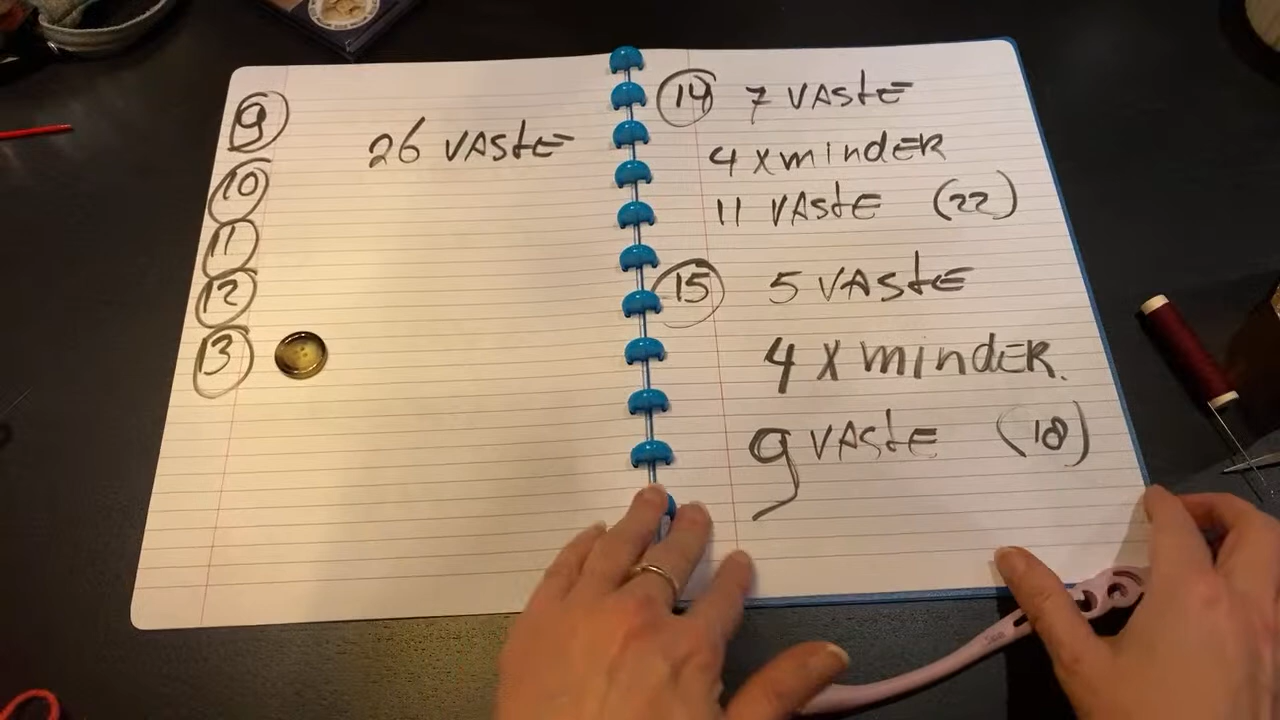 9
26 VASTE
10
11
12
13
14 7 VASTE
4 x mindER
11 VASTE (22)
15 5 VASTE
4 x mindER.
9 VASTE (18)